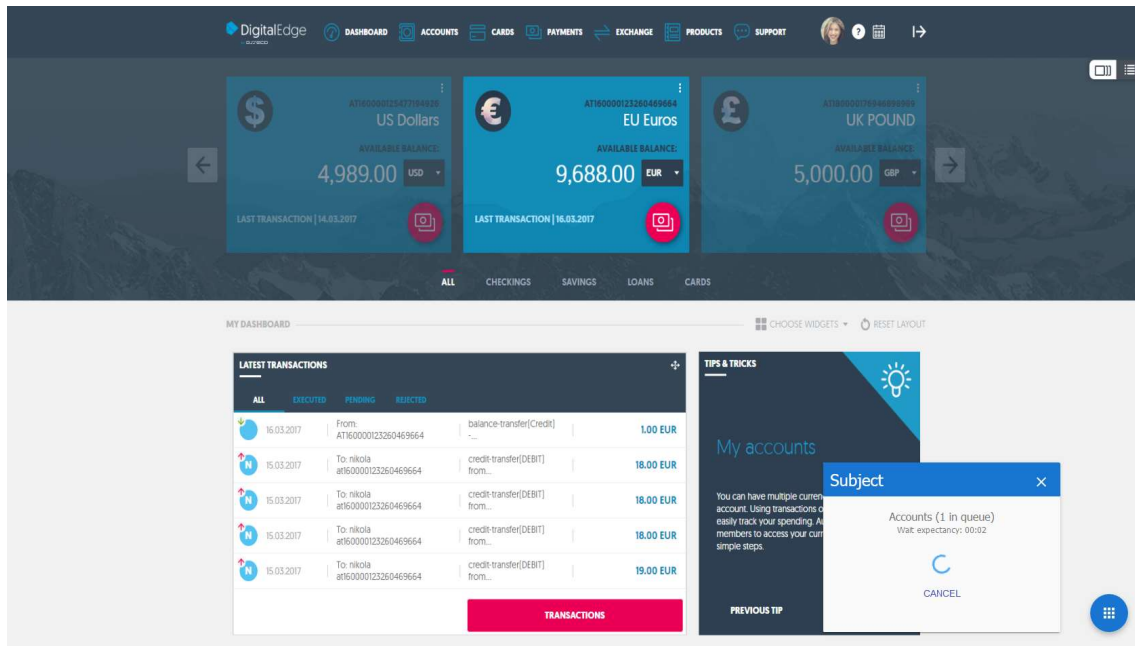 DigitalEdge
DASHBOARD
ACCOUNTS
CARDS
PAYMENTS
EXCHANGE
PRODUCTS
SUPPORT
?
$
US Dollars
AVAILABLE BALANCE:
4,989.00 USD
LAST TRANSACTION | 14.03.2017
AT160000123260469664
€
EU Euros
AVAILABLE BALANCE:
9,688.00 EUR
LAST TRANSACTION | 16.03.2017
£
UK POUND
AVAILABLE BALANCE:
5,000.00 GBP
ALL
CHECKINGS
SAVINGS
LOANS
CARDS
MY DASHBOARD
CHOOSE WIDGETS
RESET LAYOUT
LATEST TRANSACTIONS
ALL
EXECUTED
PENDING
REJECTED
16.03.2017
From:
AT160000123260469664
balance-transfer[Credit]
-...
1.00 EUR
N
15.03.2017
To: nikola
at160000123260469664
credit-transfer[DEBIT]
from...
18.00 EUR
N
15.03.2017
To: nikola
at160000123260469664
credit-transfer[DEBIT]
from...
18.00 EUR
N
15.03.2017
To: nikola
at160000123260469664
credit-transfer[DEBIT]
from...
18.00 EUR
N
15.03.2017
To: nikola
at160000123260469664
credit-transfer[DEBIT]
from...
19.00 EUR
TRANSACTIONS
TIPS & TRICKS
My accounts
You can have multiple curren
account. Using transactions o
easily track your spending. A
members to access your curr
simple steps.
PREVIOUS TIP
Subject
Accounts (1 in queue)
Wait expectancy: 00:02
CANCEL